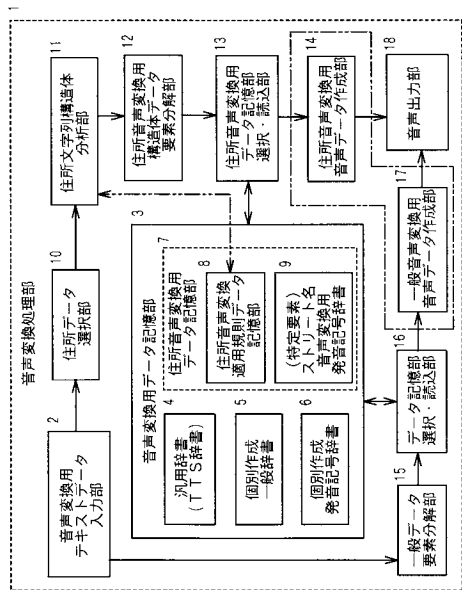 1
音声変換処理部
2
音声変換用
テキストデータ
入力部
10
住所データ
選択部
11
住所文字列構造体
分析部
12
住所音声変換用
構造体データ
要素分解部
13
住所音声変換用
データ記憶部
選択・読込部
14
住所音声変換用
音声データ作成部
18
音声出力部
3
音声変換用データ記憶部
4
汎用辞書
(TTS辞書)
5
個別作成
一般辞書
6
個別作成
発音記号辞書
7
住所音声変換用
データ記憶部
8
住所音声変換
適用規則データ
記憶部
9
(特定要素)
ストリート名
音声変換用
発音記号辞書
15
一般データ
要素分解部
16
データ記憶部
選択・読込部
17
一般音声変換用
音声データ作成部